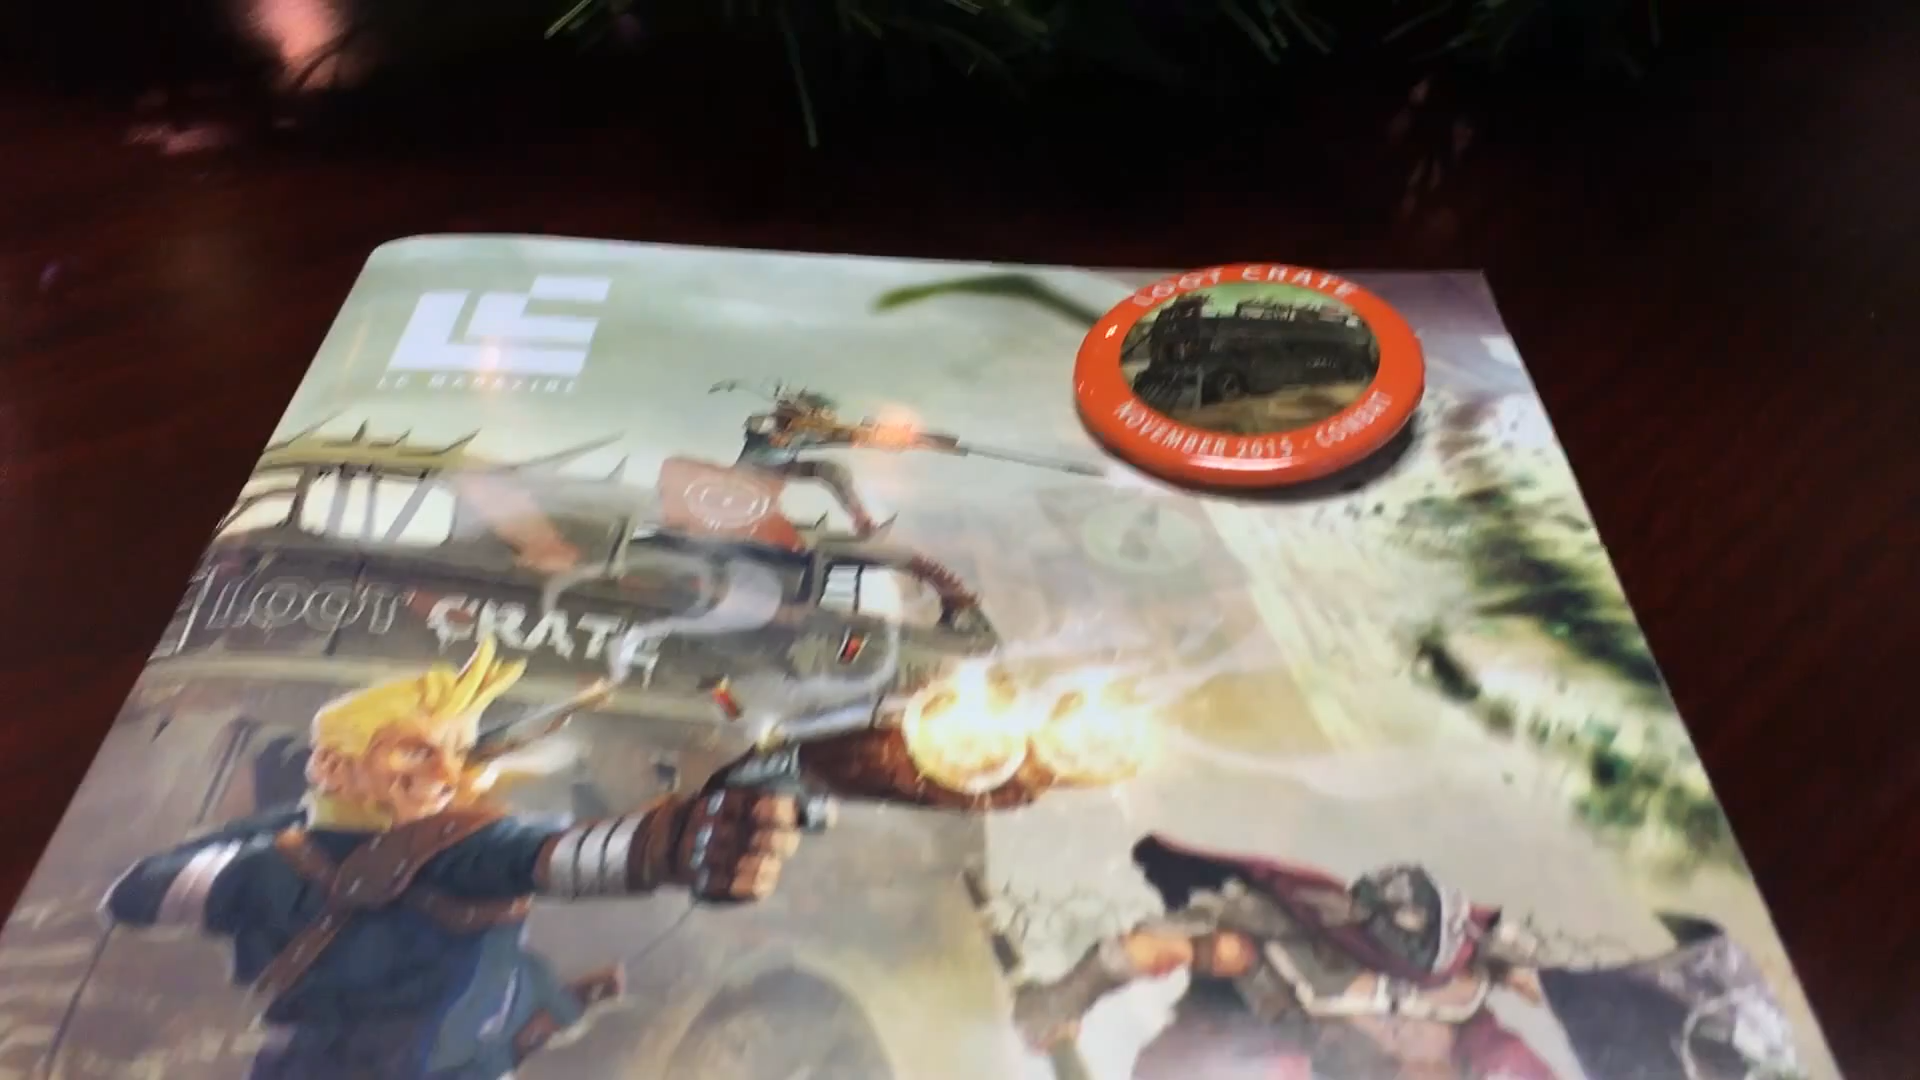 LC
LC MAGAZINE
LOOT CRATE
NOVEMBER 2015 - COMBAT
LOOT CRATE